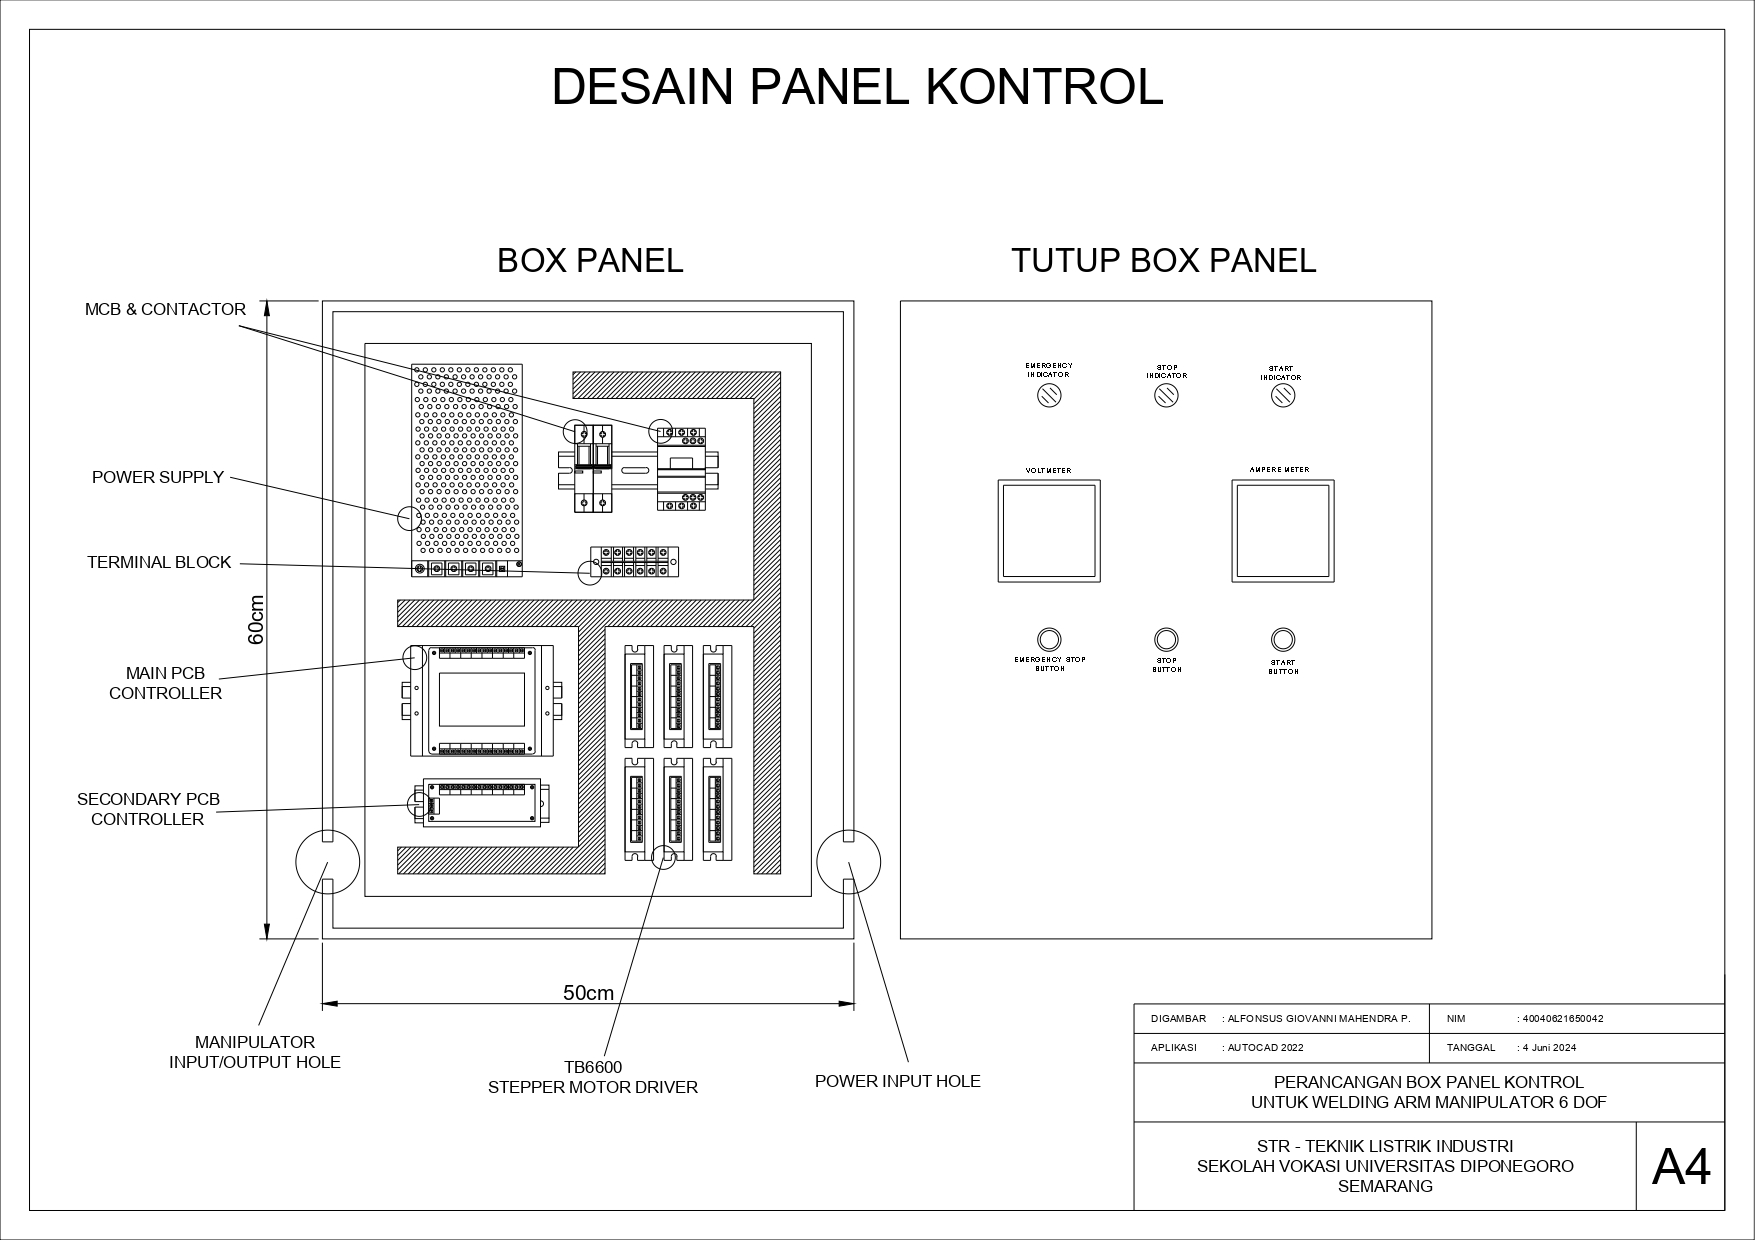 DESAIN PANEL KONTROL
BOX PANEL
TUTUP BOX PANEL
MCB & CONTACTOR
POWER SUPPLY
TERMINAL BLOCK
60cm
MAIN PCB
CONTROLLER
SECONDARY PCB
CONTROLLER
50cm
MANIPULATOR
INPUT/OUTPUT HOLE
TB6600
STEPPER MOTOR DRIVER
POWER INPUT HOLE
EMERGENCY
INDICATOR
STOP
INDICATOR
START
INDICATOR
VOLTMETER
AMPERE METER
EMERGENCY STOP
BUTTON
STOP
BUTTON
START
BUTTON
DIGAMBAR : ALFONSUS GIOVANNI MAHENDRA P. NIM : 40040621650042
APLIKASI : AUTOCAD 2022 TANGGAL : 4 Juni 2024
PERANCANGAN BOX PANEL KONTROL
UNTUK WELDING ARM MANIPULATOR 6 DOF
STR - TEKNIK LISTRIK INDUSTRI
SEKOLAH VOKASI UNIVERSITAS DIPONEGORO
SEMARANG
A4